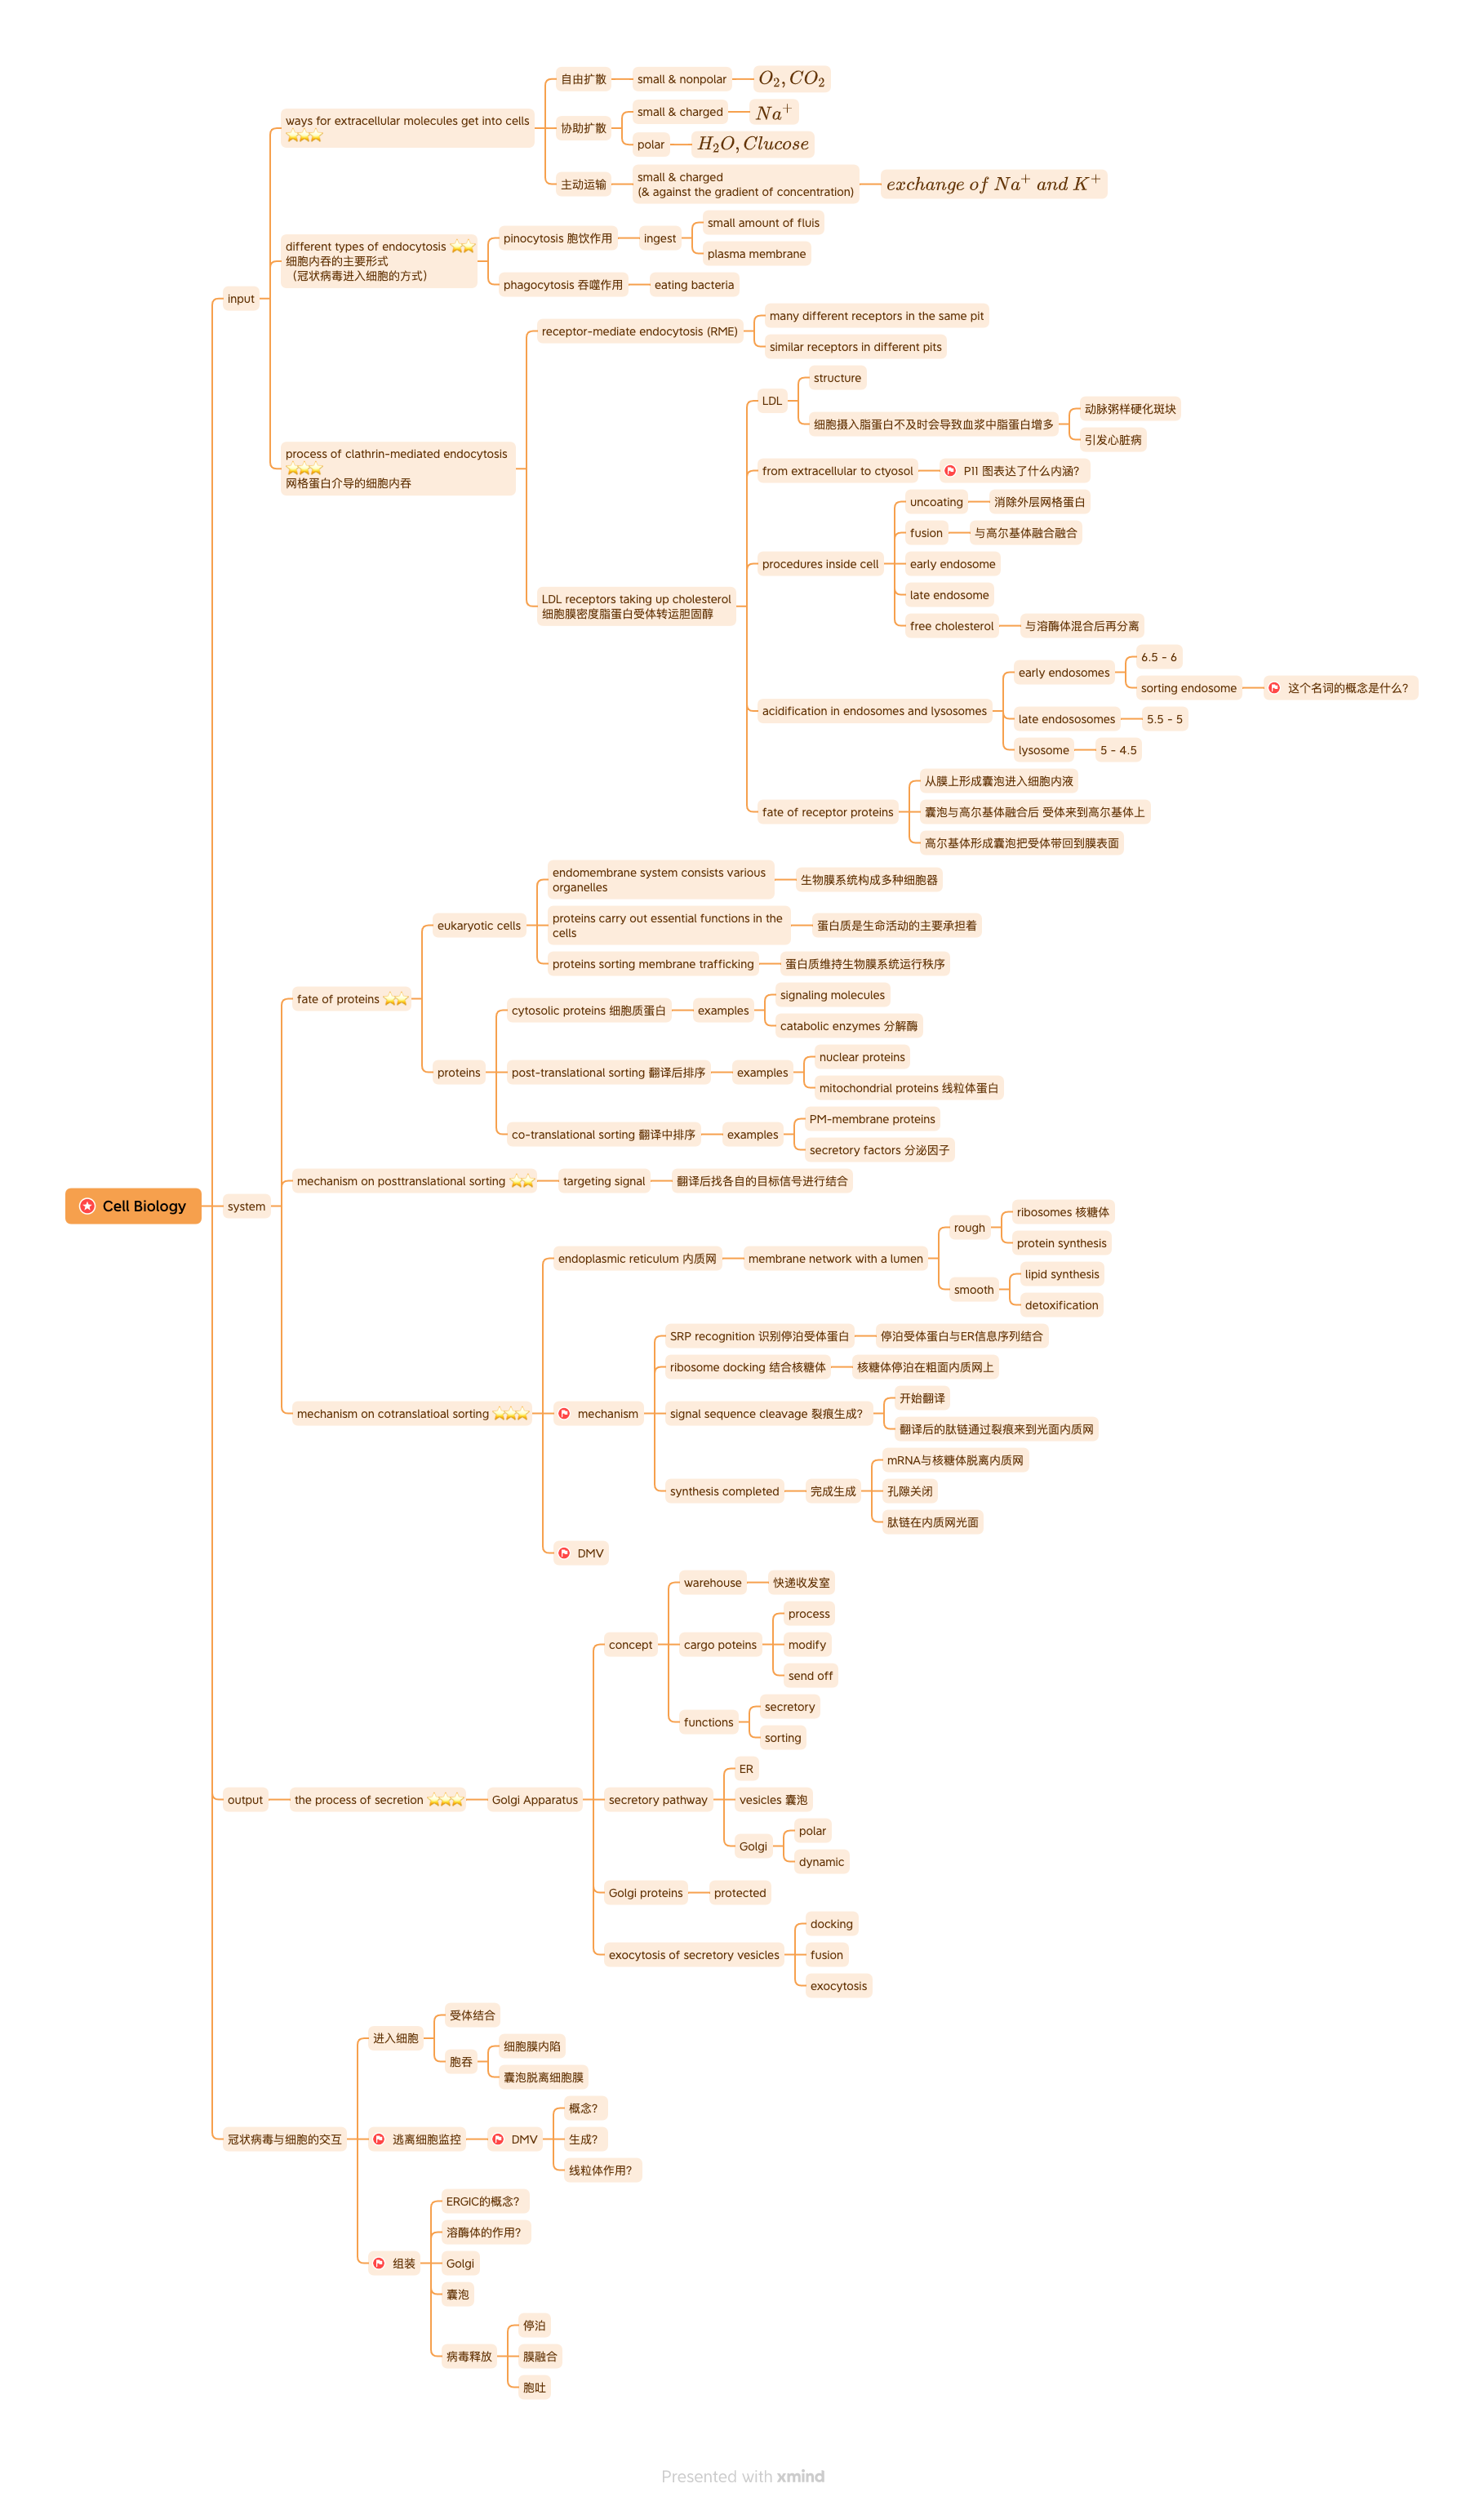 Cell Biology
input
ways for extracellular molecules get into cells
⭐⭐⭐
自由扩散
small & nonpolar
O₂, CO₂
协助扩散
small & charged
Na⁺
polar
H₂O, Clucose
主动运输
small & charged
(& against the gradient of concentration)
exchange of Na⁺ and K⁺
different types of endocytosis ⭐⭐
细胞内吞的主要形式
（冠状病毒进入细胞的方式）
pinocytosis 胞饮作用
ingest
small amount of fluis
plasma membrane
phagocytosis 吞噬作用
eating bacteria
process of clathrin-mediated endocytosis
⭐⭐⭐
网格蛋白介导的细胞内吞
receptor-mediate endocytosis (RME)
many different receptors in the same pit
similar receptors in different pits
LDL receptors taking up cholesterol
细胞膜密度脂蛋白受体转运胆固醇
LDL
structure
细胞摄入脂蛋白不及时会导致血浆中脂蛋白增多
动脉粥样硬化斑块
引发心脏病
from extracellular to ctyosol
P11 图表达了什么内涵？
procedures inside cell
uncoating
消除外层网格蛋白
fusion
与高尔基体融合融合
early endosome
late endosome
free cholesterol
与溶酶体混合后再分离
acidification in endosomes and lysosomes
early endosomes
6.5 - 6
sorting endosome
这个名词的概念是什么？
late endososomes
5.5 - 5
lysosome
5 - 4.5
fate of receptor proteins
从膜上形成囊泡进入细胞内液
囊泡与高尔基体融合后 受体来到高尔基体上
高尔基体形成囊泡把受体带回到膜表面
system
fate of proteins ⭐⭐
eukaryotic cells
endomembrane system consists various
organelles
生物膜系统构成多种细胞器
proteins carry out essential functions in the
cells
蛋白质是生命活动的主要承担着
proteins sorting membrane trafficking
蛋白质维持生物膜系统运行秩序
proteins
cytosolic proteins 细胞质蛋白
examples
signaling molecules
catabolic enzymes 分解酶
post-translational sorting 翻译后排序
examples
nuclear proteins
mitochondrial proteins 线粒体蛋白
co-translational sorting 翻译中排序
examples
PM-membrane proteins
secretory factors 分泌因子
mechanism on posttranslational sorting ⭐⭐
targeting signal
翻译后找各自的目标信号进行结合
mechanism on cotranslatioal sorting ⭐⭐⭐
endoplasmic reticulum 内质网
membrane network with a lumen
rough
ribosomes 核糖体
protein synthesis
smooth
lipid synthesis
detoxification
mechanism
SRP recognition 识别停泊受体蛋白
停泊受体蛋白与ER信息序列结合
ribosome docking 结合核糖体
核糖体停泊在粗面内质网上
signal sequence cleavage 裂痕生成？
开始翻译
翻译后的肽链通过裂痕来到光面内质网
synthesis completed
完成生成
mRNA与核糖体脱离内质网
孔隙关闭
肽链在内质网光面
DMV
output
the process of secretion ⭐⭐⭐
Golgi Apparatus
concept
warehouse
快递收发室
cargo poteins
process
modify
send off
functions
secretory
sorting
secretory pathway
ER
vesicles 囊泡
Golgi
polar
dynamic
Golgi proteins
protected
exocytosis of secretory vesicles
docking
fusion
exocytosis
冠状病毒与细胞的交互
进入细胞
受体结合
胞吞
细胞膜内陷
囊泡脱离细胞膜
逃离细胞监控
DMV
概念？
生成？
线粒体作用？
组装
ERGIC的概念？
溶酶体的作用？
Golgi
囊泡
病毒释放
停泊
膜融合
胞吐
Presented with xmind